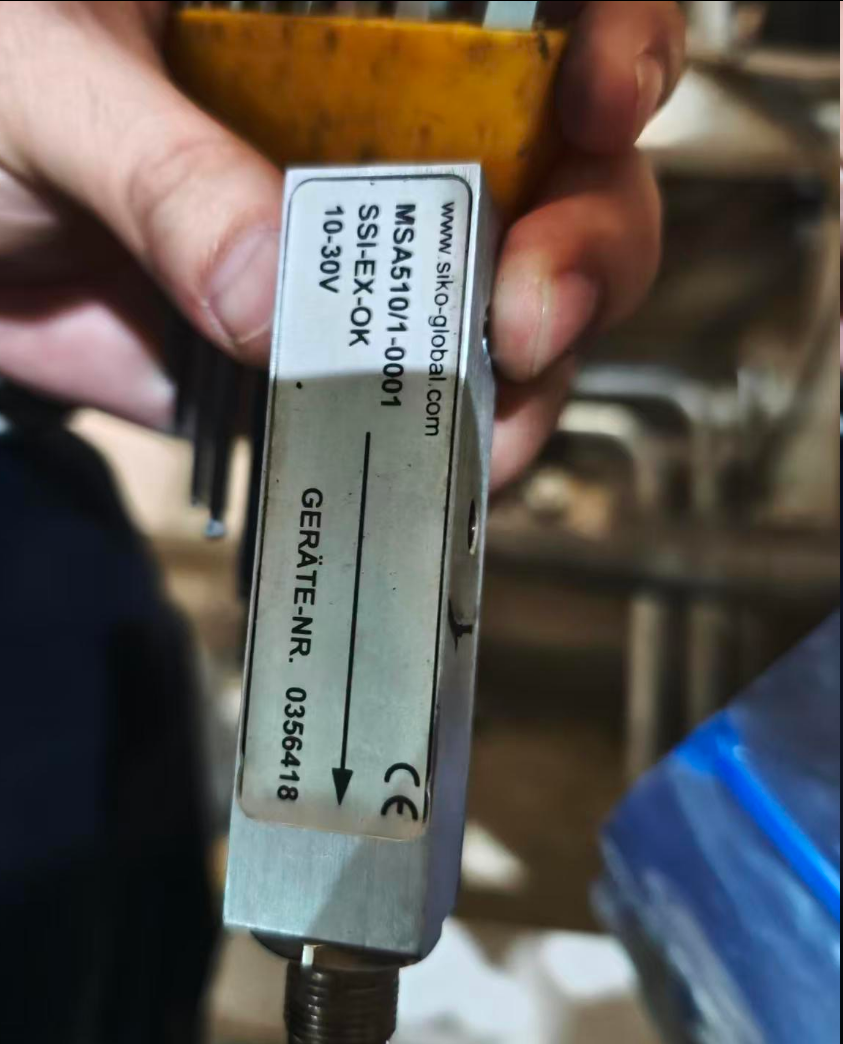 www.siko-global.com
MSA510/1-0001
SSI-EX-OK
10-30V
GERÄTE-NR. 0356418
CE